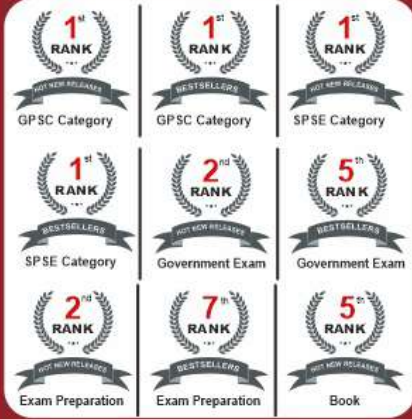 1st
RANK
HOT NEW RELEASES
GPSC Category
1st
RANK
BESTSELLERS
GPSC Category
1st
RANK
HOT NEW RELEASES
SPSE Category
1st
RANK
BESTSELLERS
SPSE Category
2nd
RANK
HOT NEW RELEASES
Government Exam
5th
RANK
BESTSELLERS
Government Exam
2nd
RANK
HOT NEW RELEASES
Exam Preparation
7th
RANK
BESTSELLERS
Exam Preparation
5th
RANK
HOT NEW RELEASES
Book